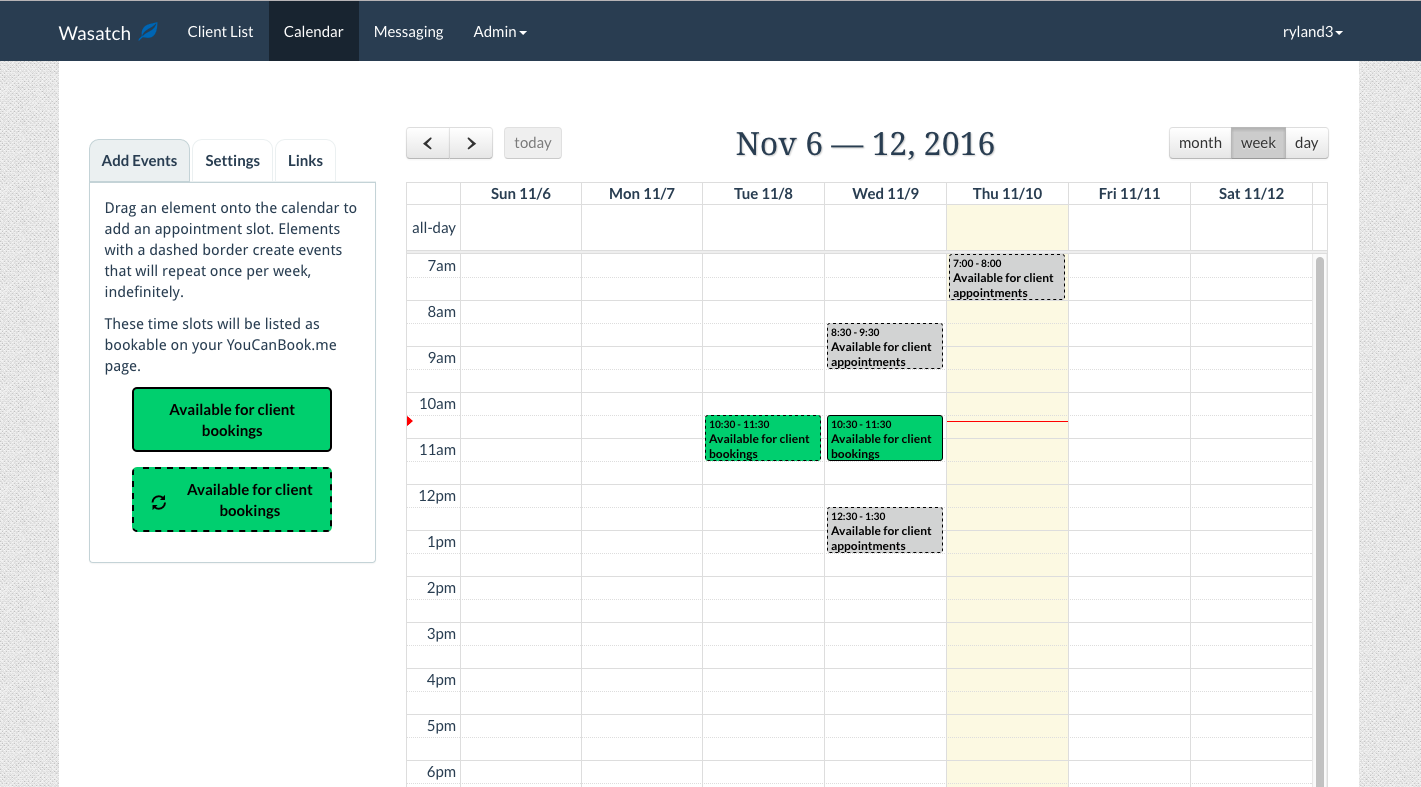 Wasatch Client List Calendar Messaging Admin ryland3
Add Events Settings Links
Drag an element onto the calendar to
add an appointment slot. Elements
with a dashed border create events
that will repeat once per week,
indefinitely.
These time slots will be listed as
bookable on your YouCanBook.me
page.
Available for client
bookings
Available for client
bookings
today
Nov 6 — 12, 2016
month week day
Sun 11/6 Mon 11/7 Tue 11/8 Wed 11/9 Thu 11/10 Fri 11/11 Sat 11/12
all-day
7am
7:00 - 8:00
Available for client
appointments
8am
8:30 - 9:30
Available for client
appointments
9am
10am
10:30 - 11:30
Available for client
bookings
10:30 - 11:30
Available for client
bookings
11am
12pm
12:30 - 1:30
Available for client
appointments
1pm
2pm
3pm
4pm
5pm
6pm